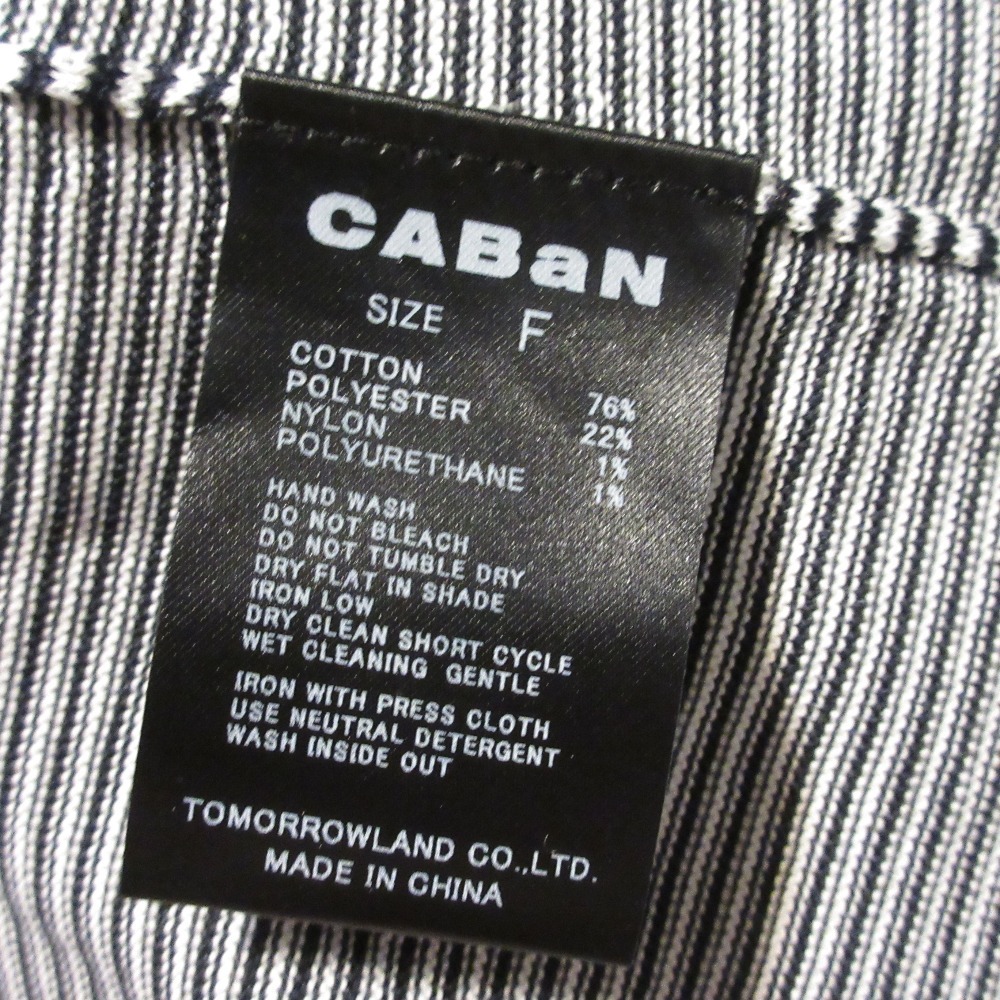 CABaN
SIZE F
COTTON 76%
POLYESTER 22%
NYLON 1%
POLYURETHANE 1%
HAND WASH
DO NOT BLEACH
DO NOT TUMBLE DRY
DRY FLAT IN SHADE
IRON LOW
DRY CLEAN SHORT CYCLE
WET CLEANING GENTLE
IRON WITH PRESS CLOTH
USE NEUTRAL DETERGENT
WASH INSIDE OUT
TOMORROWLAND CO.,LTD.
MADE IN CHINA